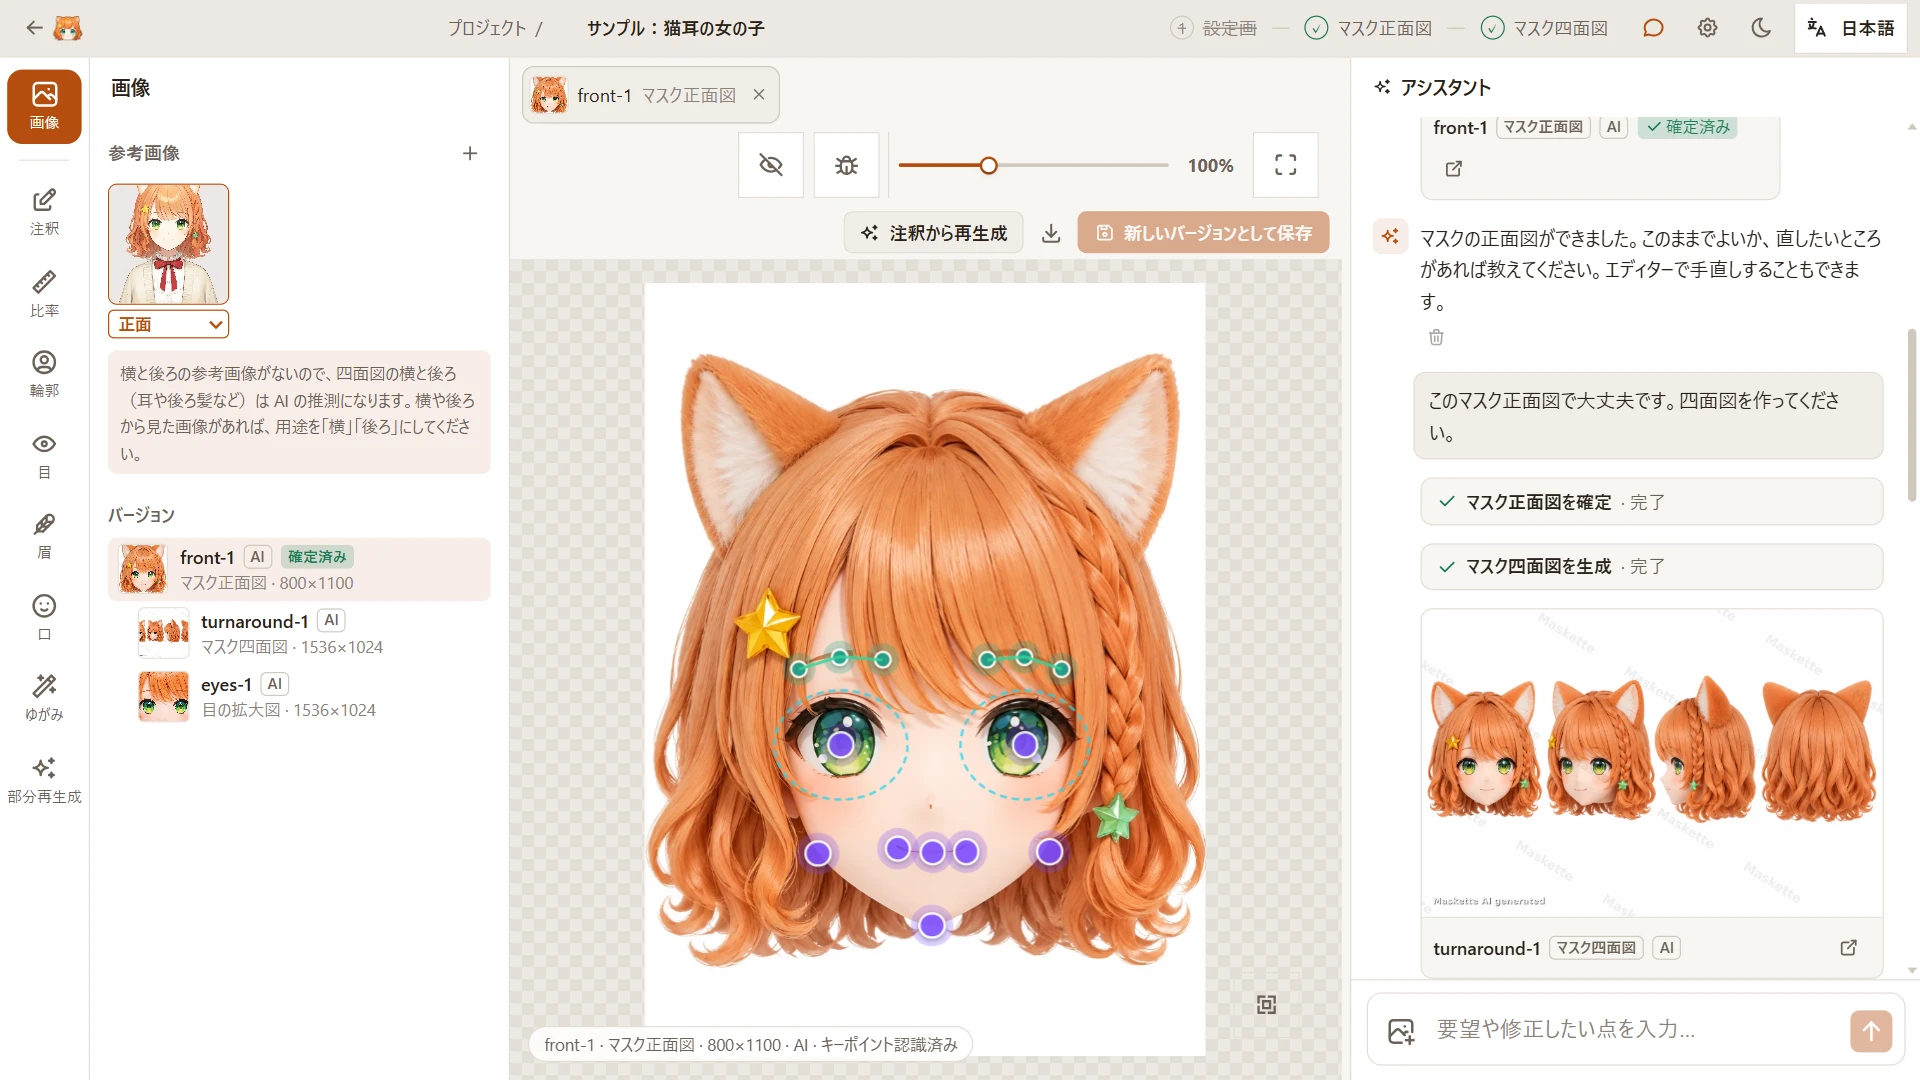 プロジェクト /
サンプル：猫耳の女の子
設定画
マスク正面図
マスク四面図
日本語
画像
注釈
比率
輪郭
目
眉
口
ゆがみ
部分再生成
画像
参考画像
正面
横と後ろの参考画像がないので、四面図の横と後ろ
（耳や後ろ髪など）は AI の推測になります。横や後ろ
から見た画像があれば、用途を「横」「後ろ」にしてくださ
い。
バージョン
front-1 AI 確定済み
マスク正面図 · 800×1100
turnaround-1 AI
マスク四面図 · 1536×1024
eyes-1 AI
目の拡大図 · 1536×1024
front-1 マスク正面図
100%
注釈から再生成
新しいバージョンとして保存
front-1 · マスク正面図 · 800×1100 · AI · キーポイント認識済み
アシスタント
front-1 マスク正面図 AI 確定済み
マスクの正面図ができました。このままでよいか、直したいところ
があれば教えてください。エディターで手直しすることもできま
す。
このマスク正面図で大丈夫です。四面図を作ってくださ
い。
マスク正面図を確定 · 完了
マスク四面図を生成 · 完了
Maskette
Maskette
Maskette
Maskette
Maskette
Maskette
Maskette AI generated
turnaround-1 マスク四面図 AI
要望や修正したい点を入力...